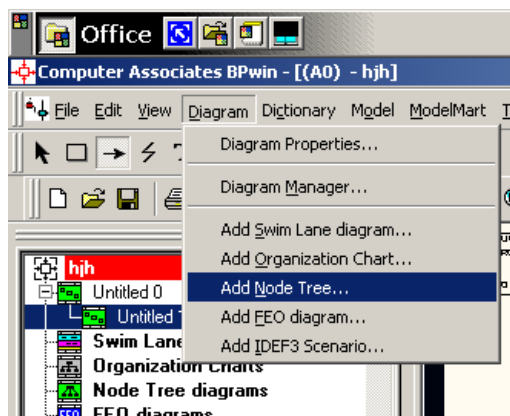 Office
Computer Associates BPwin - [(A0) - hjh]
File Edit View Diagram Dictionary Model ModelMart
Diagram Properties...
Diagram Manager...
Add Swim Lane diagram...
Add Organization Chart...
Add Node Tree...
Add FEO diagram...
Add IDEF3 Scenario...
hjh
Untitled 0
Untitled
Swim Lane
Organization Charts
Node Tree diagrams
FEO diagrams